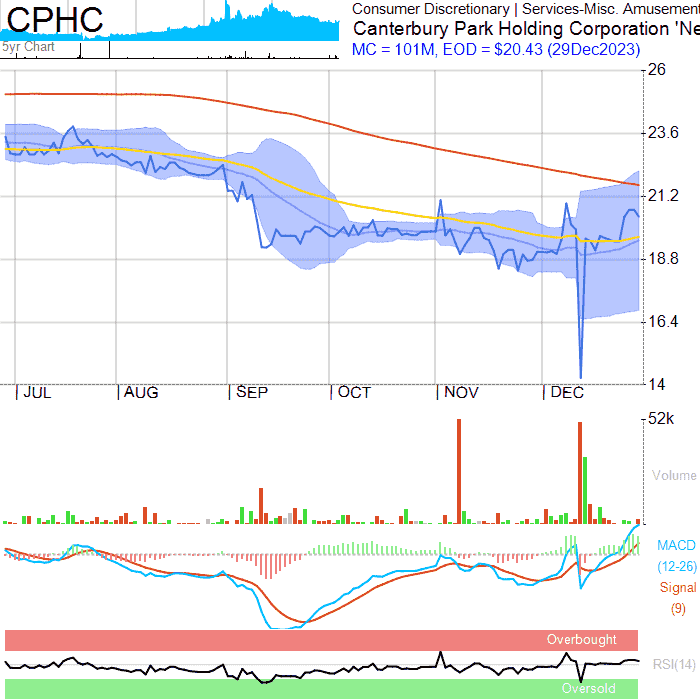 CPHC
5yr Chart
Consumer Discretionary | Services-Misc. Amusement
Canterbury Park Holding Corporation 'Ne
MC = 101M, EOD = $20.43 (29Dec2023)
26
23.6
21.2
18.8
16.4
14
|JUL |AUG |SEP |OCT |NOV |DEC
52k
Volume
MACD
(12-26)
Signal
(9)
Overbought
RSI(14)
Oversold